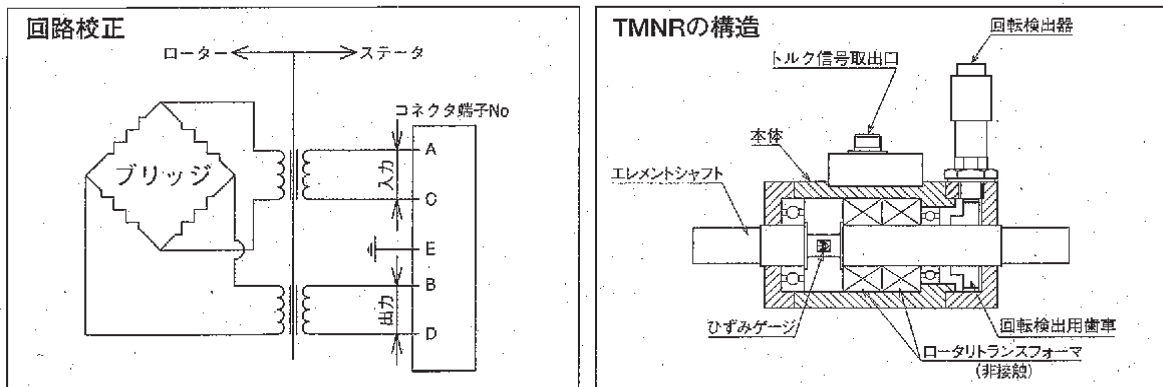 回路校正
ローター
ステータ
コネクタ端子No
ブリッジ
A
入力
C
E
B
出力
D
TMNRの構造
回転検出器
トルク信号取出口
本体
エレメントシャフト
ひずみゲージ
回転検出用歯車
ロータリトランスフォーマ
(非接触)